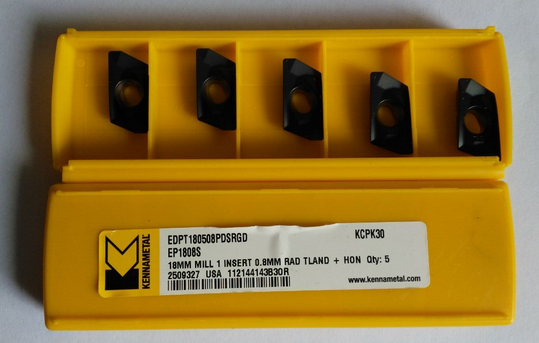 EDPT180508PDSRGD KCPK30
EP1808S
18MM MILL 1 INSERT 0.8MM RAD TLAND + HON Qty: 5
2509327 USA 112144143B30R
www.kennametal.com
KENNAMETAL